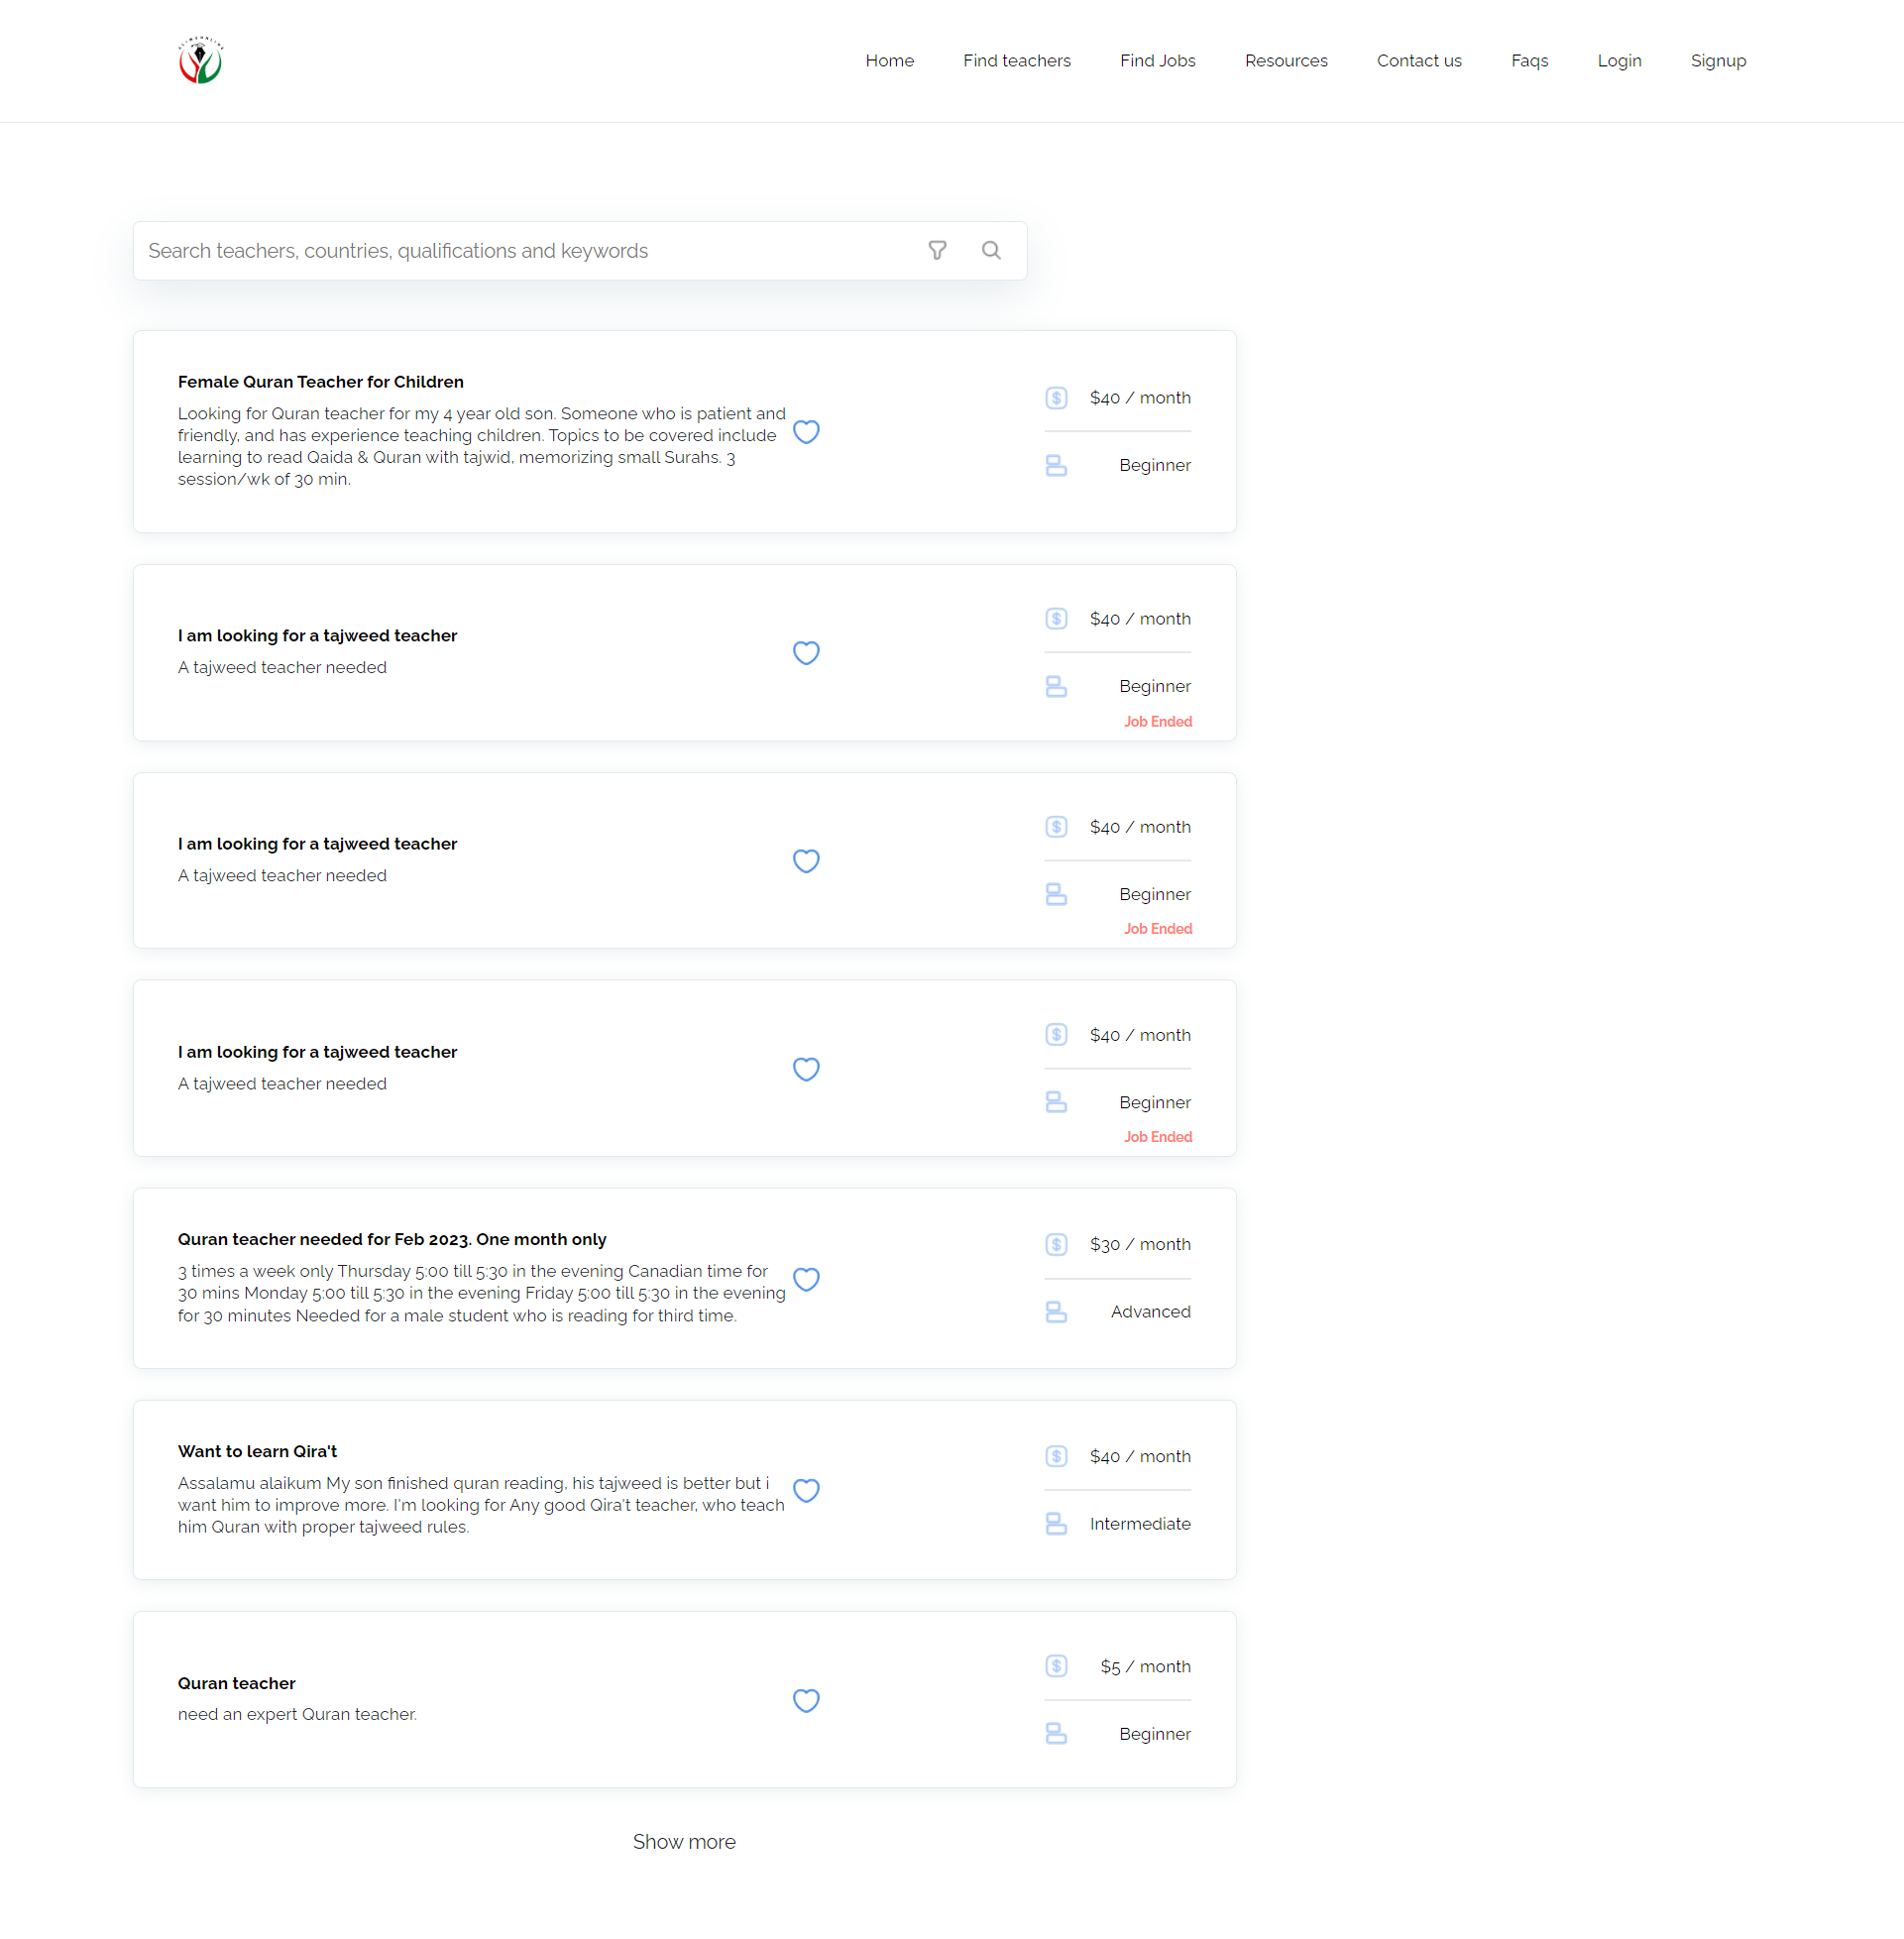 Home Find teachers Find Jobs Resources Contact us Faqs Login Signup
Search teachers, countries, qualifications and keywords
Female Quran Teacher for Children
Looking for Quran teacher for my 4 year old son. Someone who is patient and
friendly, and has experience teaching children. Topics to be covered include
learning to read Qaida & Quran with tajwid, memorizing small Surahs. 3
session/wk of 30 min.
$40 / month
Beginner
I am looking for a tajweed teacher
A tajweed teacher needed
$40 / month
Beginner
Job Ended
I am looking for a tajweed teacher
A tajweed teacher needed
$40 / month
Beginner
Job Ended
I am looking for a tajweed teacher
A tajweed teacher needed
$40 / month
Beginner
Job Ended
Quran teacher needed for Feb 2023. One month only
3 times a week only Thursday 5:00 till 5:30 in the evening Canadian time for
30 mins Monday 5:00 till 5:30 in the evening Friday 5:00 till 5:30 in the evening
for 30 minutes Needed for a male student who is reading for third time.
$30 / month
Advanced
Want to learn Qira't
Assalamu alaikum My son finished quran reading, his tajweed is better but i
want him to improve more. I'm looking for Any good Qira't teacher, who teach
him Quran with proper tajweed rules.
$40 / month
Intermediate
Quran teacher
need an expert Quran teacher.
$5 / month
Beginner
Show more